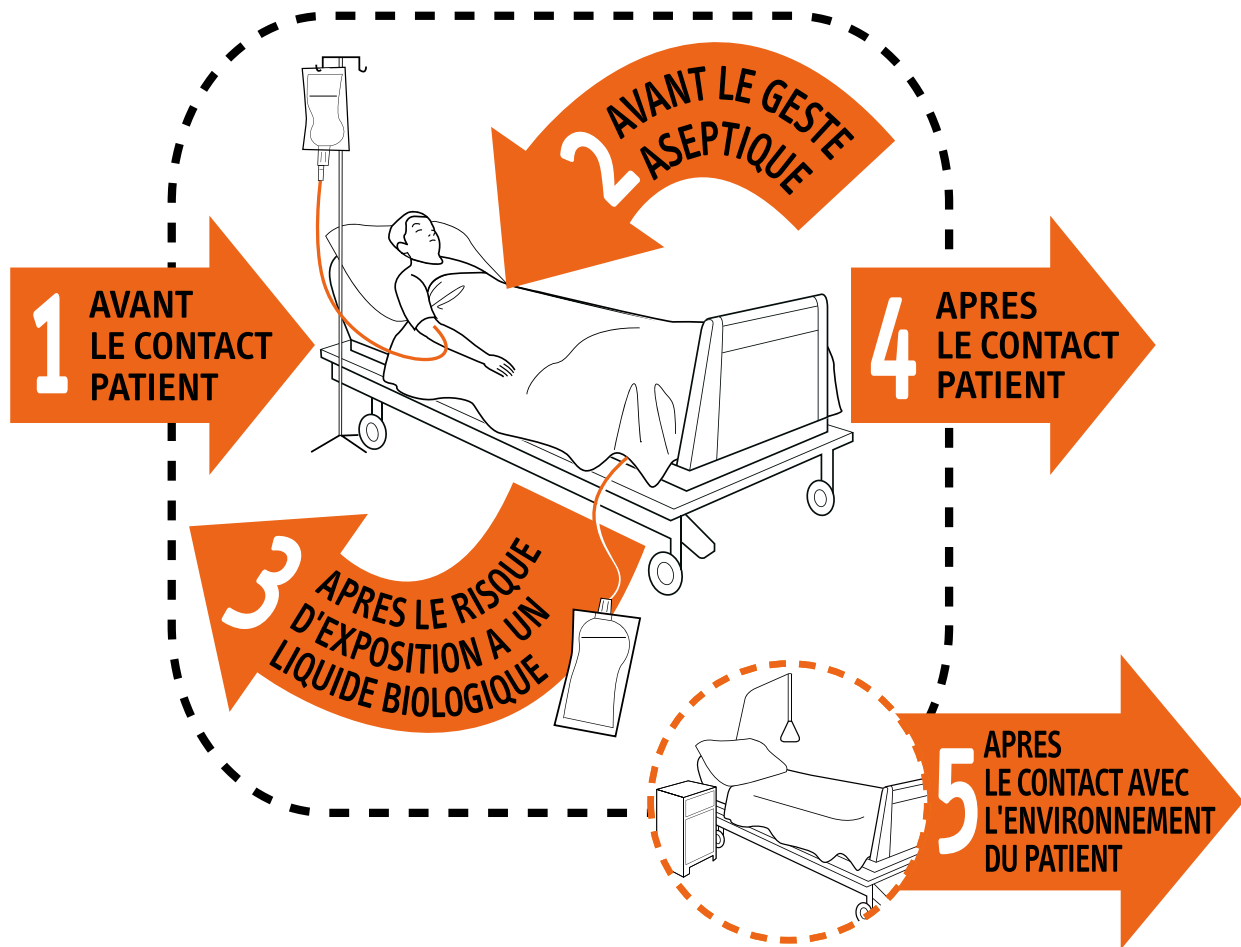 1
AVANT
LE CONTACT
PATIENT
2
AVANT LE GESTE
ASEPTIQUE
3
APRES LE RISQUE
D'EXPOSITION A UN
LIQUIDE BIOLOGIQUE
4
APRES
LE CONTACT
PATIENT
5
APRES
LE CONTACT AVEC
L'ENVIRONNEMENT
DU PATIENT